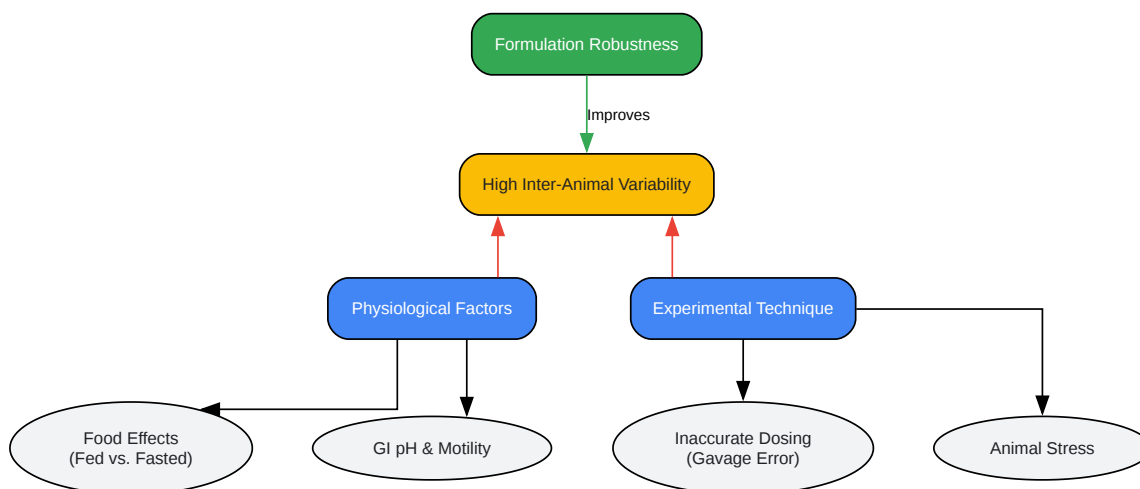 Formulation Robustness
Improves
High Inter-Animal Variability
Physiological Factors
Experimental Technique
Food Effects
(Fed vs. Fasted)
GI pH & Motility
Inaccurate Dosing
(Gavage Error)
Animal Stress